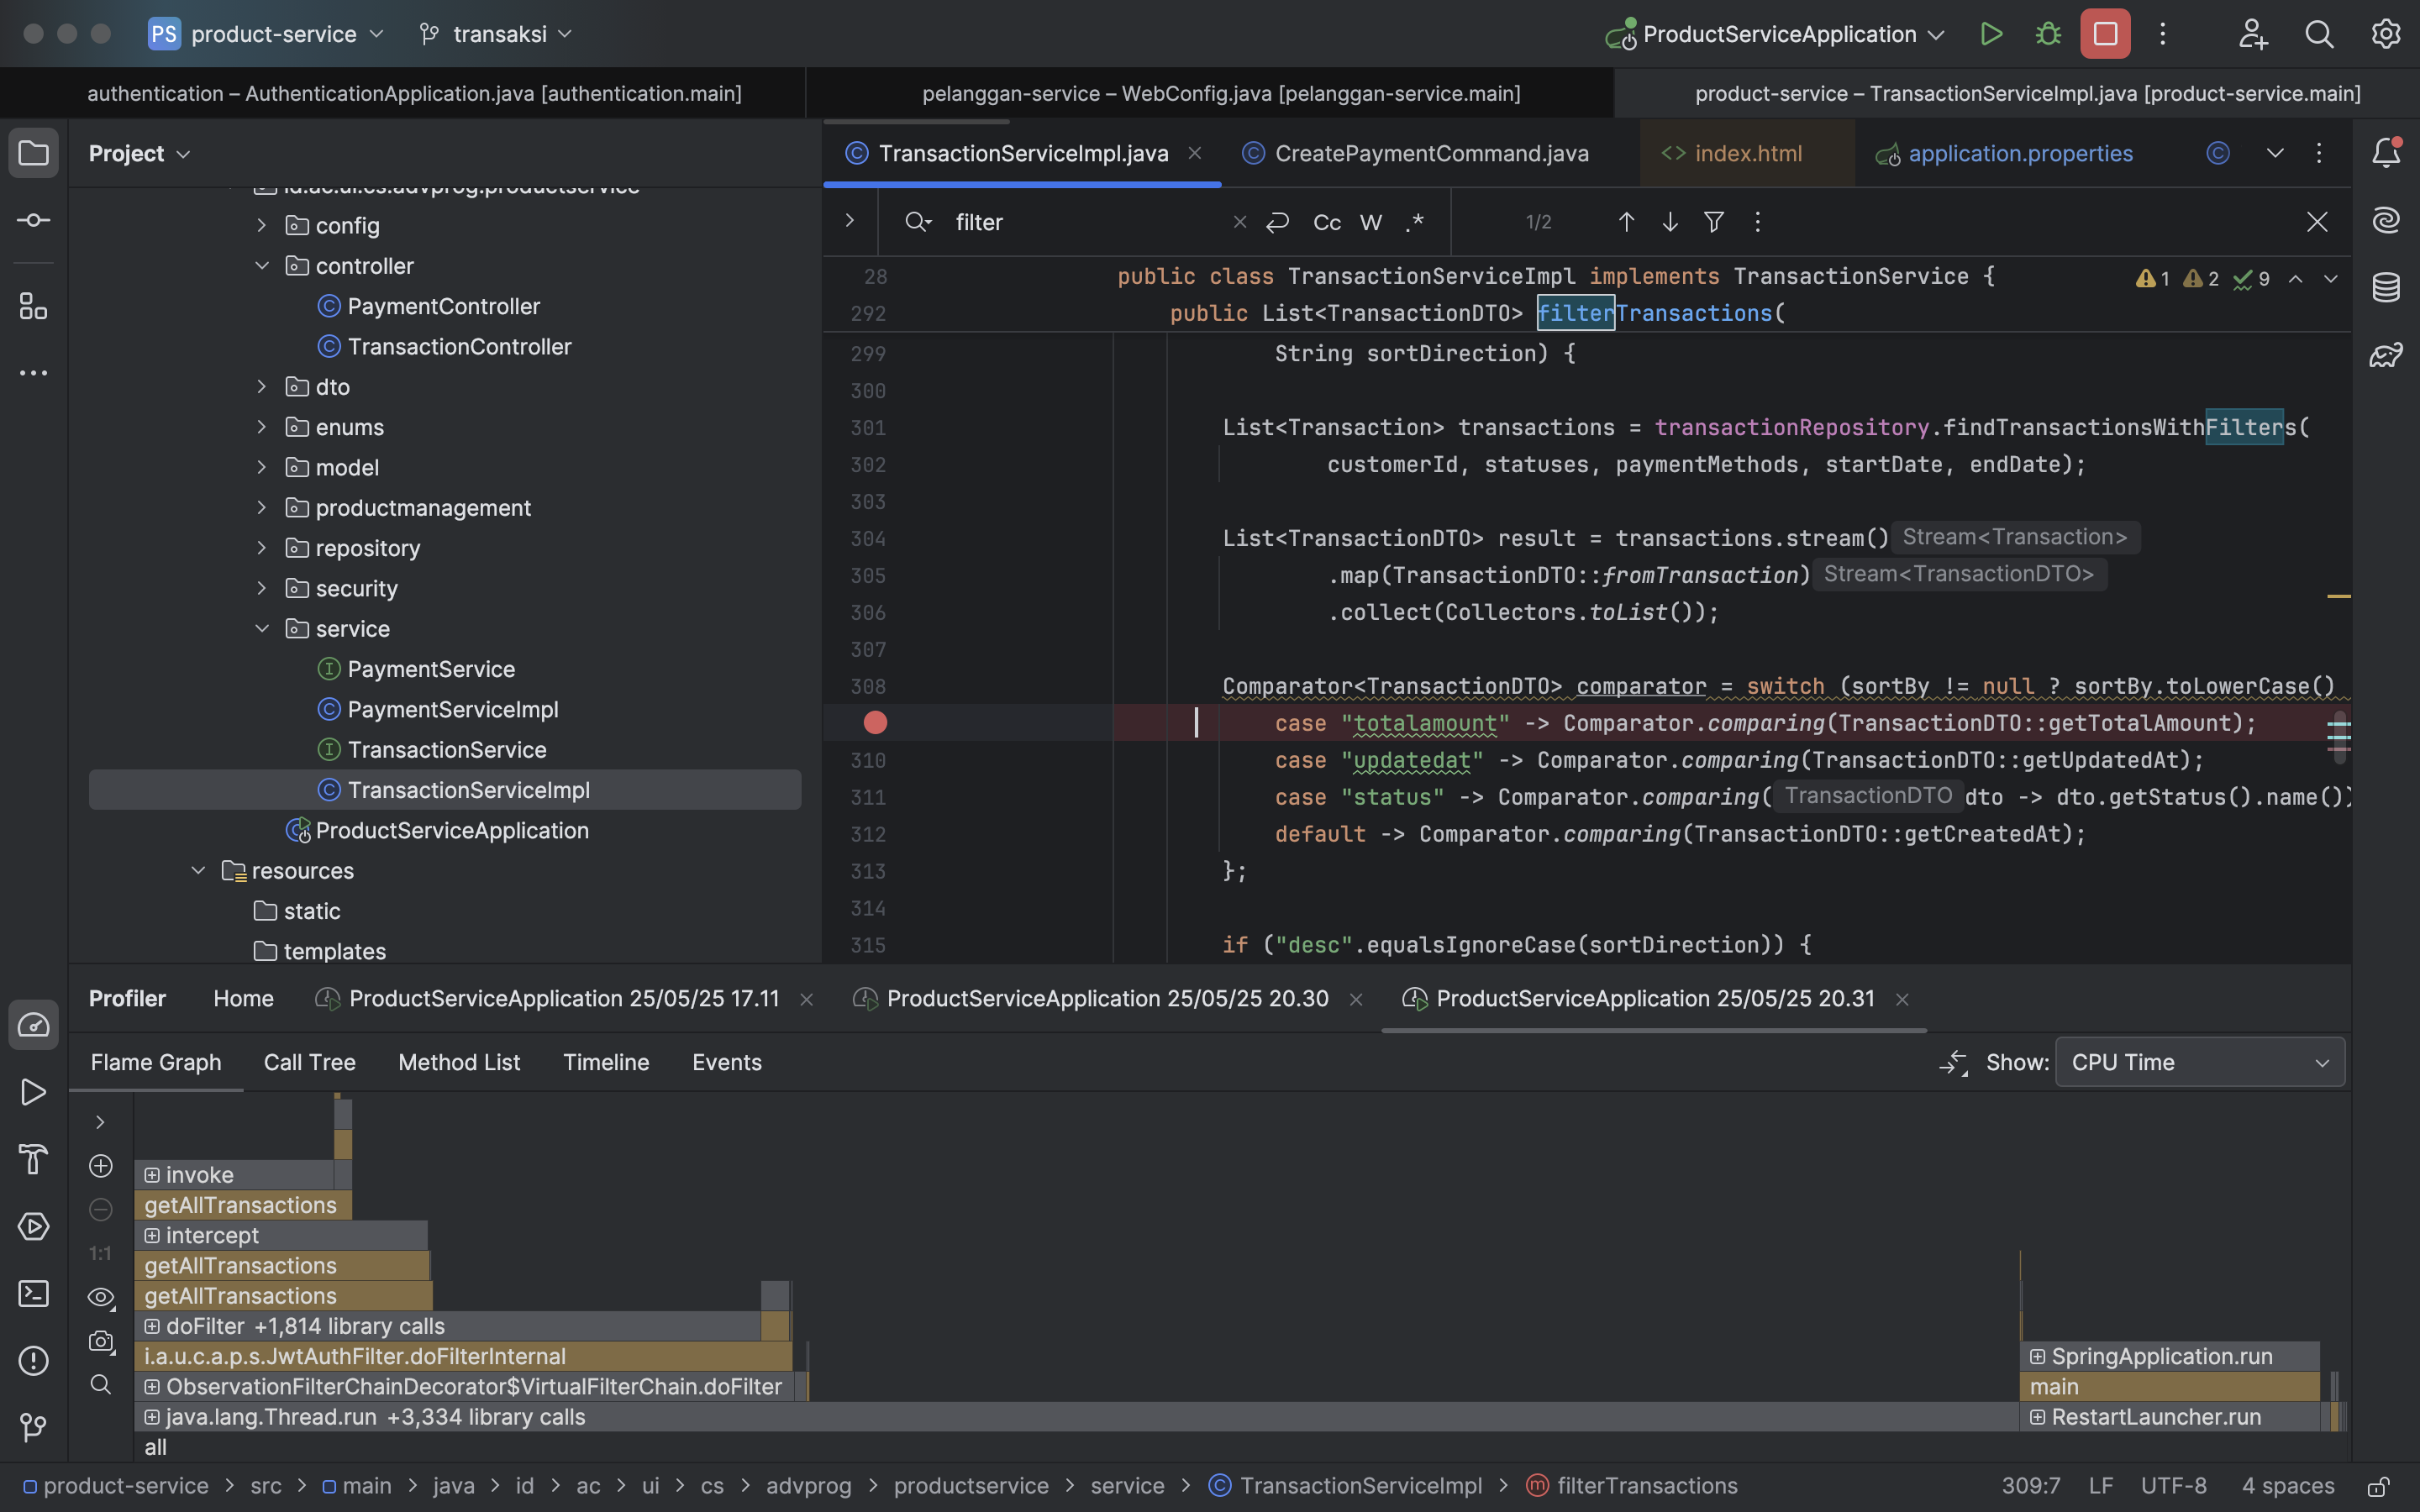 PS product-service transaksi ProductServiceApplication
authentication – AuthenticationApplication.java [authentication.main] pelanggan-service – WebConfig.java [pelanggan-service.main] product-service – TransactionServiceImpl.java [product-service.main]
Project
id.ac.ui.cs.advprog.productservice
config
controller
PaymentController
TransactionController
dto
enums
model
productmanagement
repository
security
service
PaymentService
PaymentServiceImpl
TransactionService
TransactionServiceImpl
ProductServiceApplication
resources
static
templates
TransactionServiceImpl.java CreatePaymentCommand.java index.html application.properties
filter Cc W .* 1/2
28 public class TransactionServiceImpl implements TransactionService { 1 2 9
292 public List<TransactionDTO> filterTransactions(
299 String sortDirection) {
300
301 List<Transaction> transactions = transactionRepository.findTransactionsWithFilters(
302 customerId, statuses, paymentMethods, startDate, endDate);
303
304 List<TransactionDTO> result = transactions.stream() Stream<Transaction>
305 .map(TransactionDTO::fromTransaction) Stream<TransactionDTO>
306 .collect(Collectors.toList());
307
308 Comparator<TransactionDTO> comparator = switch (sortBy != null ? sortBy.toLowerCase()
case "totalamount" -> Comparator.comparing(TransactionDTO::getTotalAmount);
310 case "updatedat" -> Comparator.comparing(TransactionDTO::getUpdatedAt);
311 case "status" -> Comparator.comparing( TransactionDTO dto -> dto.getStatus().name())
312 default -> Comparator.comparing(TransactionDTO::getCreatedAt);
313 };
314
315 if ("desc".equalsIgnoreCase(sortDirection)) {
Profiler Home ProductServiceApplication 25/05/25 17.11 ProductServiceApplication 25/05/25 20.30 ProductServiceApplication 25/05/25 20.31
Flame Graph Call Tree Method List Timeline Events Show: CPU Time
invoke
getAllTransactions
intercept
1:1
getAllTransactions
getAllTransactions
doFilter +1,814 library calls
i.a.u.c.a.p.s.JwtAuthFilter.doFilterInternal SpringApplication.run
ObservationFilterChainDecorator$VirtualFilterChain.doFilter main
java.lang.Thread.run +3,334 library calls RestartLauncher.run
all
product-service > src > main > java > id > ac > ui > cs > advprog > productservice > service > TransactionServiceImpl > filterTransactions 309:7 LF UTF-8 4 spaces